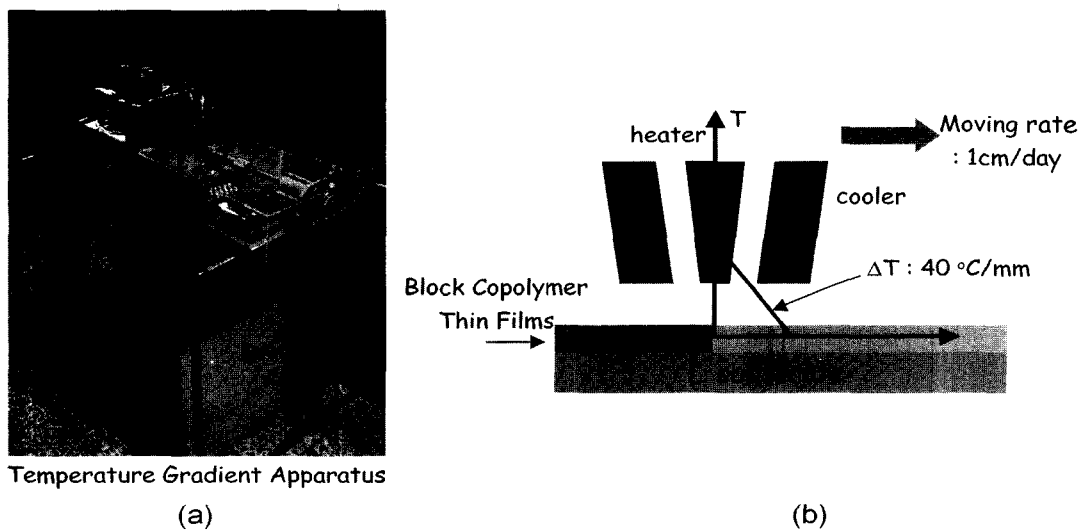 Temperature Gradient Apparatus
(a)
heater
T
Moving rate
: 1cm/day
cooler
ΔT : 40 °C/mm
Block Copolymer
Thin Films
(b)